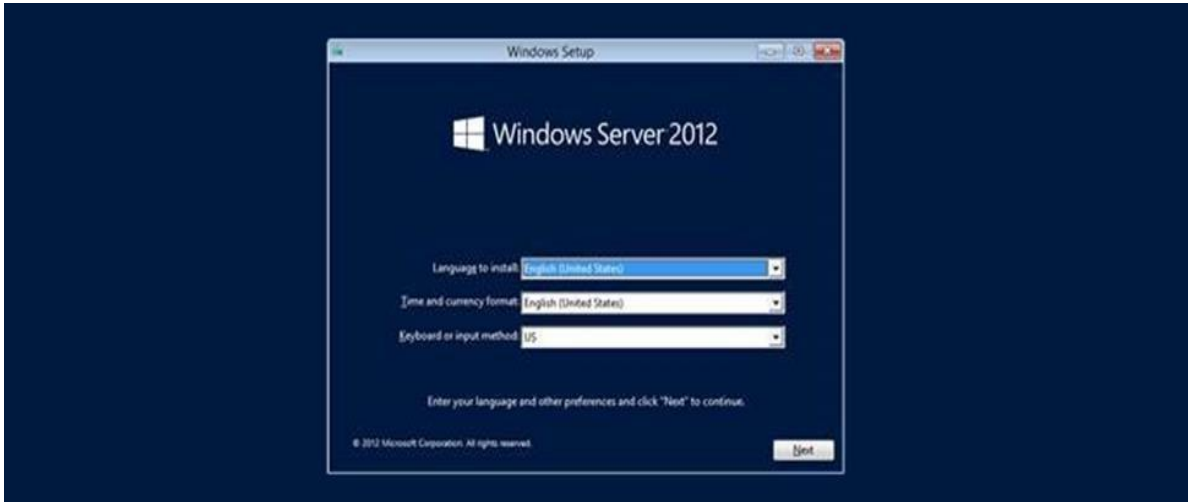 Windows Setup
Windows Server 2012
Language to install: English (United States)
Time and currency format: English (United States)
Keyboard or input method: US
Enter your language and other preferences and click "Next" to continue.
© 2012 Microsoft Corporation. All rights reserved.
Next